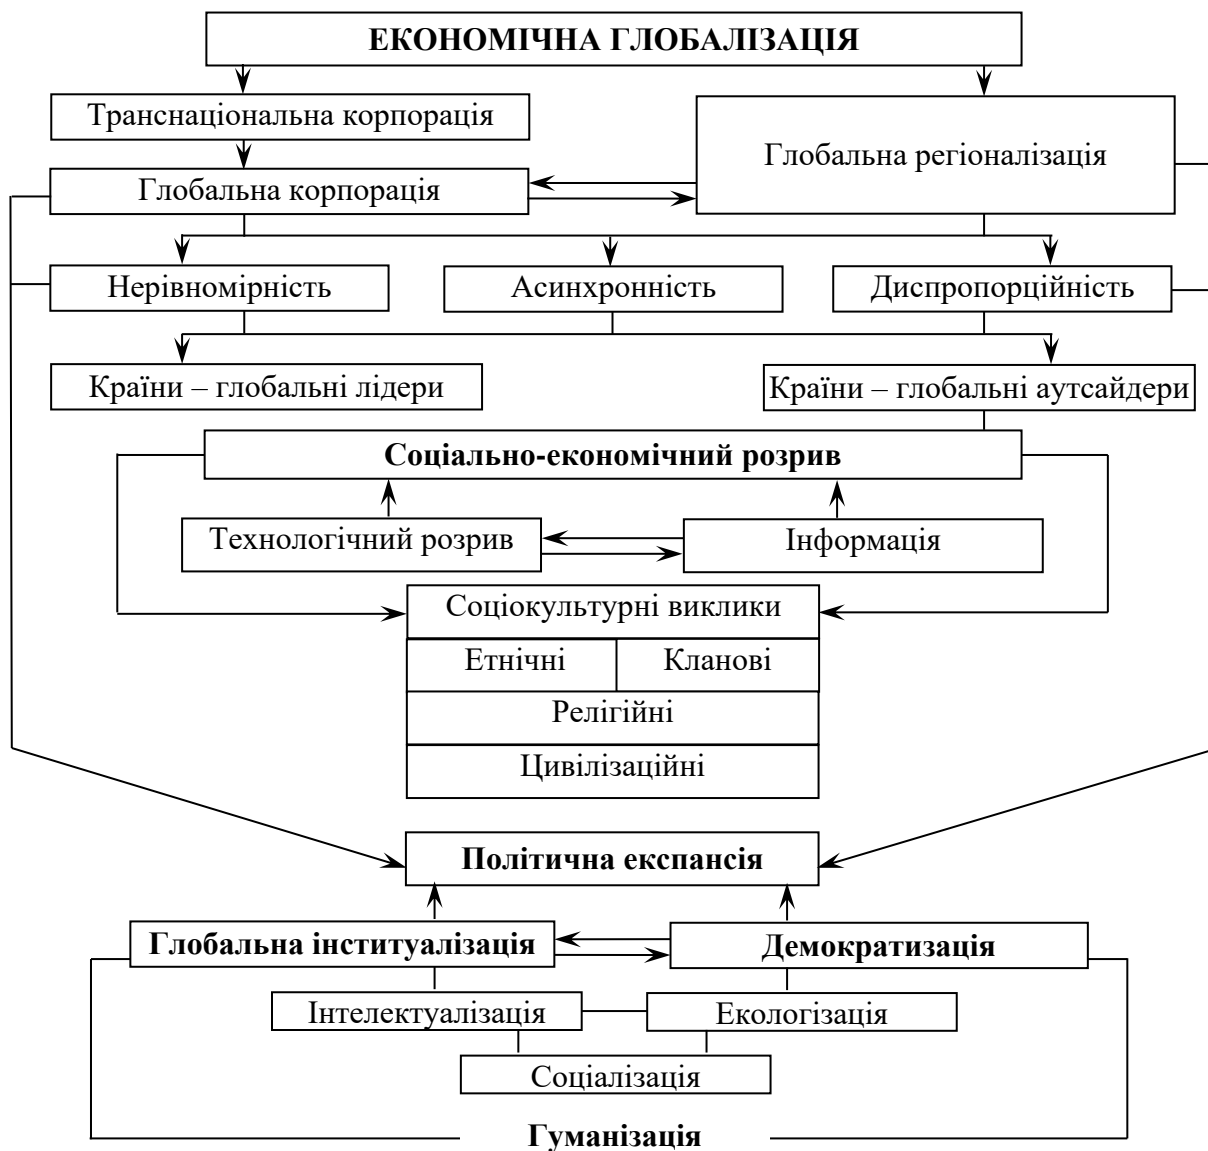 ЕКОНОМІЧНА ГЛОБАЛІЗАЦІЯ
Транснаціональна корпорація
Глобальна регіоналізація
Глобальна корпорація
Нерівномірність
Асинхронність
Диспропорційність
Країни – глобальні лідери
Країни – глобальні аутсайдери
Соціально-економічний розрив
Технологічний розрив
Інформація
Соціокультурні виклики
Етнічні
Кланові
Релігійні
Цивілізаційні
Політична експансія
Глобальна інституалізація
Демократизація
Інтелектуалізація
Екологізація
Соціалізація
Гуманізація